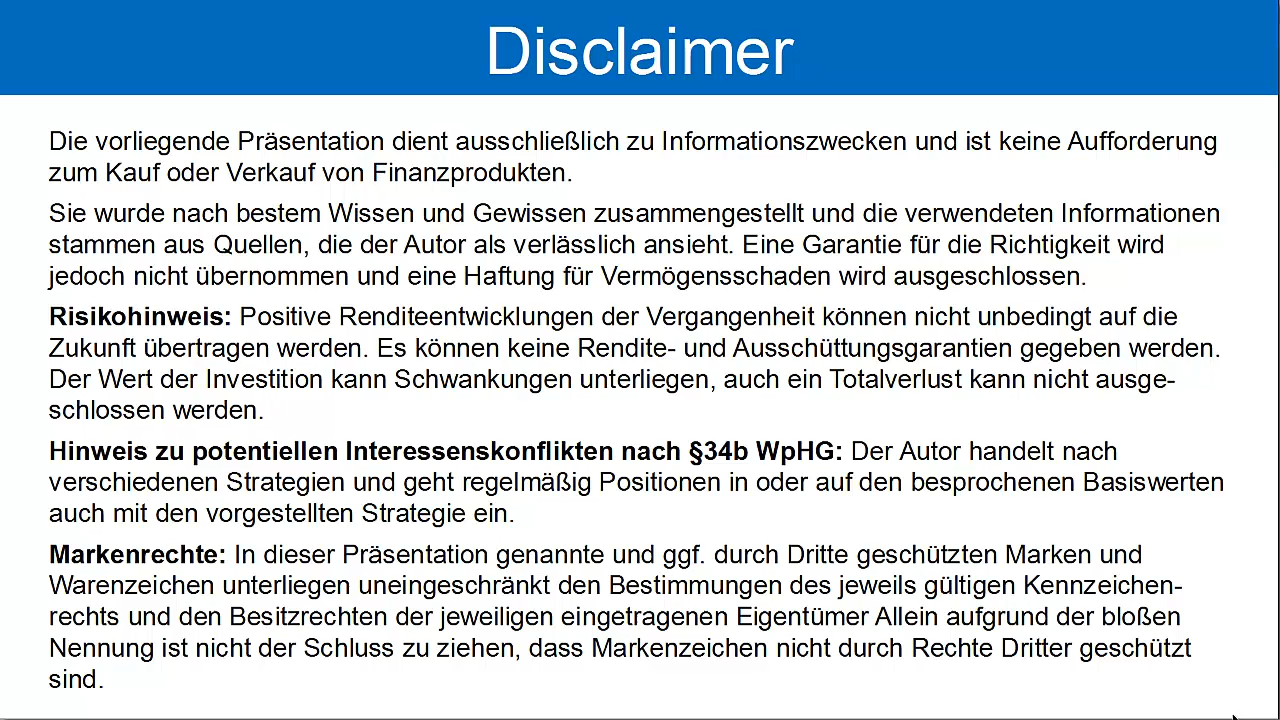 Disclaimer
Die vorliegende Präsentation dient ausschließlich zu Informationszwecken und ist keine Aufforderung
zum Kauf oder Verkauf von Finanzprodukten.
Sie wurde nach bestem Wissen und Gewissen zusammengestellt und die verwendeten Informationen
stammen aus Quellen, die der Autor als verlässlich ansieht. Eine Garantie für die Richtigkeit wird
jedoch nicht übernommen und eine Haftung für Vermögensschaden wird ausgeschlossen.
Risikohinweis: Positive Renditeentwicklungen der Vergangenheit können nicht unbedingt auf die
Zukunft übertragen werden. Es können keine Rendite- und Ausschüttungsgarantien gegeben werden.
Der Wert der Investition kann Schwankungen unterliegen, auch ein Totalverlust kann nicht ausge-
schlossen werden.
Hinweis zu potentiellen Interessenskonflikten nach §34b WpHG: Der Autor handelt nach
verschiedenen Strategien und geht regelmäßig Positionen in oder auf den besprochenen Basiswerten
auch mit den vorgestellten Strategie ein.
Markenrechte: In dieser Präsentation genannte und ggf. durch Dritte geschützten Marken und
Warenzeichen unterliegen uneingeschränkt den Bestimmungen des jeweils gültigen Kennzeichen-
rechts und den Besitzrechten der jeweiligen eingetragenen Eigentümer Allein aufgrund der bloßen
Nennung ist nicht der Schluss zu ziehen, dass Markenzeichen nicht durch Rechte Dritter geschützt
sind.